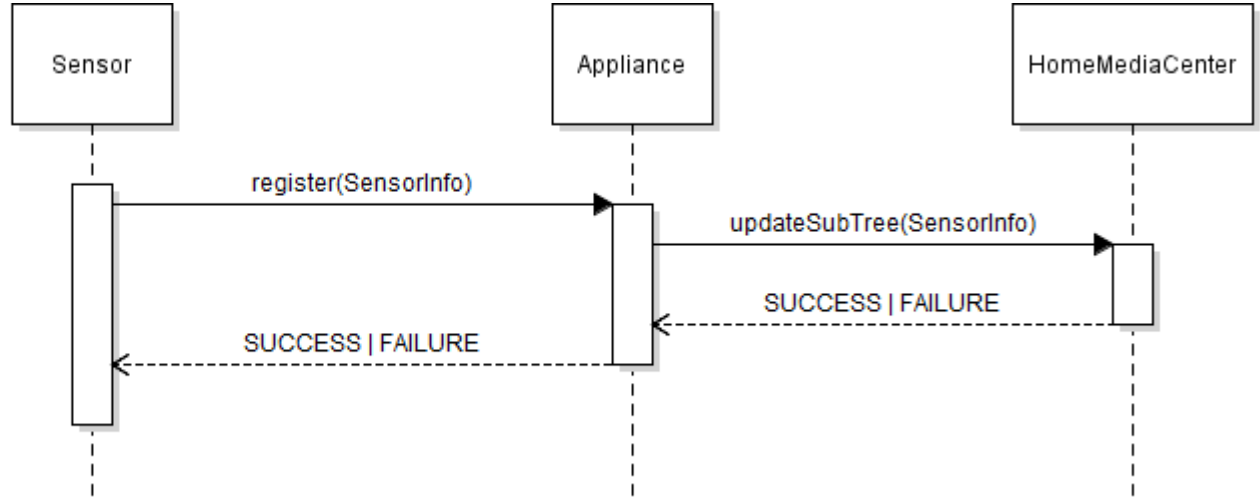 Sensor
Appliance
HomeMediaCenter
register(SensorInfo)
updateSubTree(SensorInfo)
SUCCESS | FAILURE
SUCCESS | FAILURE